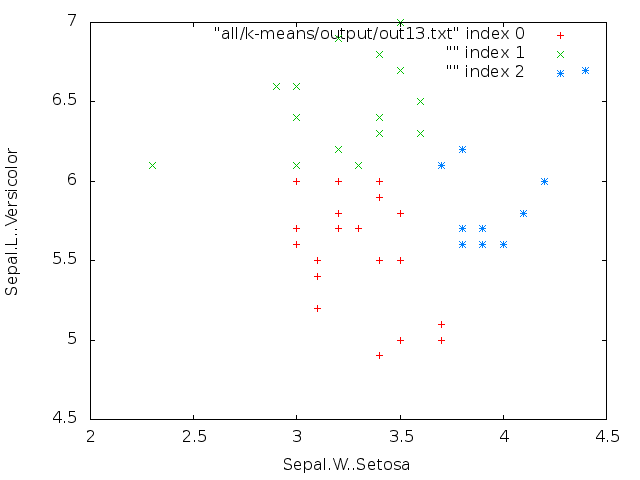 7
6.5
6
5.5
5
4.5
2
2.5
3
3.5
4
4.5
Sepal.L..Versicolor
Sepal.W..Setosa
"all/k-means/output/out13.txt" index 0
"" index 1
"" index 2